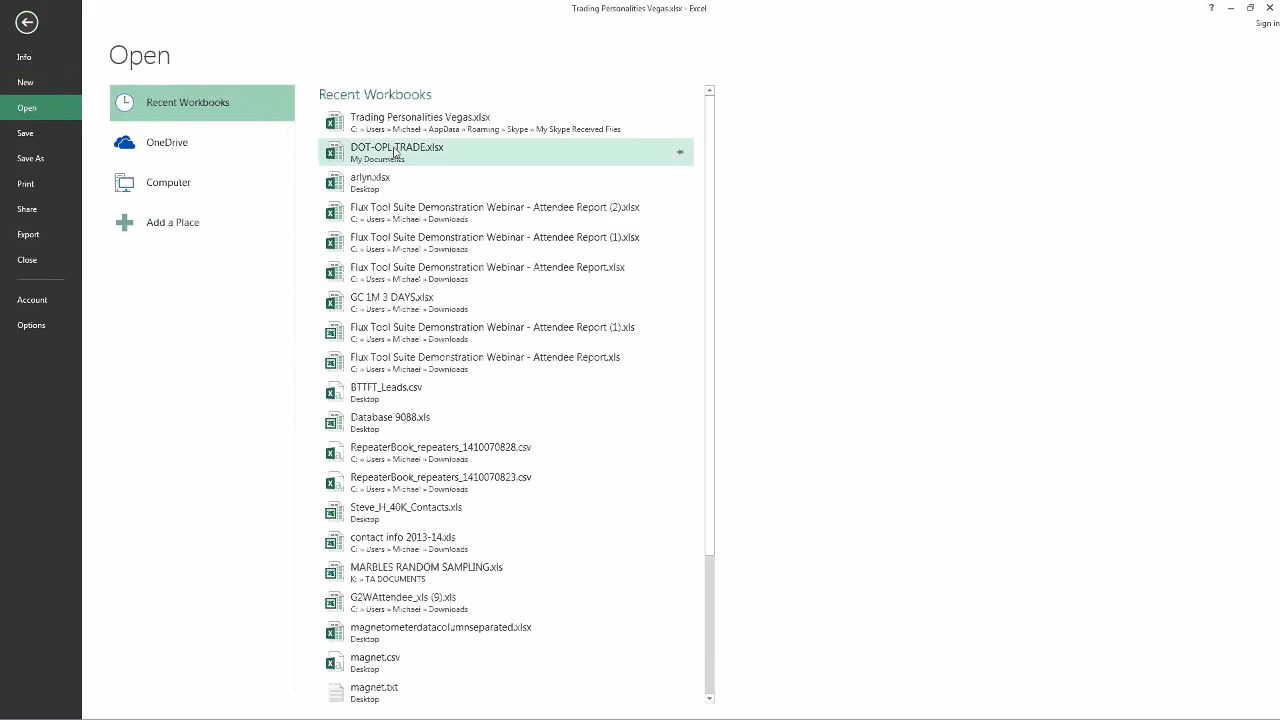 Trading Personalities Vegas.xlsx - Excel
?
Sign in
Info
New
Open
Save
Save As
Print
Share
Export
Close
Account
Options
Open
Recent Workbooks
OneDrive
Computer
Add a Place
Recent Workbooks
Trading Personalities Vegas.xlsx
C: » Users » Michael » AppData » Roaming » Skype » My Skype Received Files
DOT-OPL TRADE.xlsx
My Documents
arlyn.xlsx
Desktop
Flux Tool Suite Demonstration Webinar - Attendee Report (2).xlsx
C: » Users » Michael » Downloads
Flux Tool Suite Demonstration Webinar - Attendee Report (1).xlsx
C: » Users » Michael » Downloads
Flux Tool Suite Demonstration Webinar - Attendee Report.xlsx
C: » Users » Michael » Downloads
GC 1M 3 DAYS.xlsx
C: » Users » Michael » Downloads
Flux Tool Suite Demonstration Webinar - Attendee Report (1).xls
C: » Users » Michael » Downloads
Flux Tool Suite Demonstration Webinar - Attendee Report.xls
C: » Users » Michael » Downloads
BTTFT_Leads.csv
Desktop
Database 9088.xls
Desktop
RepeaterBook_repeaters_1410070828.csv
C: » Users » Michael » Downloads
RepeaterBook_repeaters_1410070823.csv
C: » Users » Michael » Downloads
Steve_H_40K_Contacts.xls
Desktop
contact info 2013-14.xls
C: » Users » Michael » Downloads
MARBLES RANDOM SAMPLING.xls
K: » TA DOCUMENTS
G2WAttendee_xls (9).xls
C: » Users » Michael » Downloads
magnetometerdatacolumnseparated.xlsx
Desktop
magnet.csv
Desktop
magnet.txt
Desktop